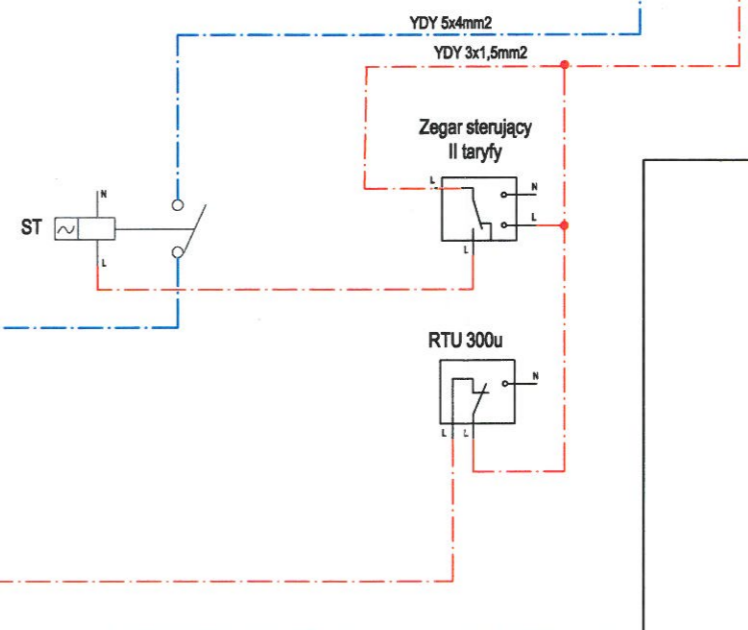 YDY 5x4mm2
YDY 3x1,5mm2
Zegar sterujący
II taryfy
L
N
N
ST
L
L
L
RTU 300u
N
L
L